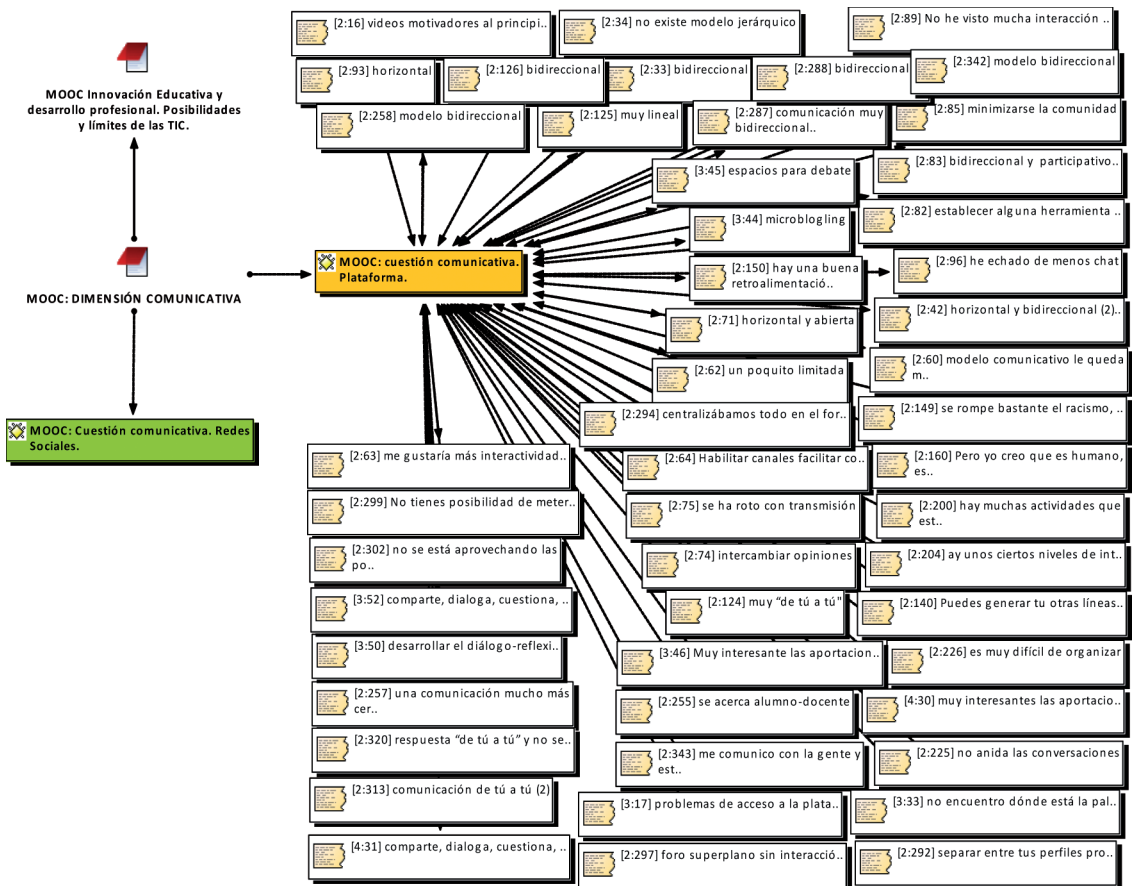 MOOC Innovación Educativa y
desarrollo profesional. Posibilidades
y límites de las TIC.
MOOC: DIMENSIÓN COMUNICATIVA
MOOC: Cuestión comunicativa. Redes
Sociales.
MOOC: cuestión comunicativa.
Plataforma.
[2:16] videos motivadores al principi..
[2:34] no existe modelo jerárquico
[2:89] No he visto mucha interacción ..
[2:93] horizontal
[2:126] bidireccional
[2:33] bidireccional
[2:288] bidireccional
[2:342] modelo bidireccional
[2:258] modelo bidireccional
[2:125] muy lineal
[2:287] comunicación muy
bidireccional..
[2:85] minimizarse la comunidad
[3:45] espacios para debate
[2:83] bidireccional y participativo..
[3:44] microblogling
[2:82] establecer alguna herramienta ..
[2:150] hay una buena
retroalimentació..
[2:96] he echado de menos chat
[2:71] horizontal y abierta
[2:42] horizontal y bidireccional (2)..
[2:62] un poquito limitada
[2:60] modelo comunicativo le queda
m..
[2:294] centralizábamos todo en el for..
[2:149] se rompe bastante el racismo, ..
[2:63] me gustaría más interactividad..
[2:64] Habilitar canales facilitar co..
[2:160] Pero yo creo que es humano,
es..
[2:299] No tienes posibilidad de meter..
[2:75] se ha roto con transmisión
[2:200] hay muchas actividades que
est..
[2:302] no se está aprovechando las
po..
[2:74] intercambiar opiniones
[2:204] ay unos ciertos niveles de int..
[3:52] comparte, dialoga, cuestiona, ..
[2:124] muy “de tú a tú"
[2:140] Puedes generar tu otras líneas..
[3:50] desarrollar el diálogo-reflexi..
[3:46] Muy interesante las aportacion..
[2:226] es muy difícil de organizar
[2:257] una comunicación mucho más
cer..
[2:255] se acerca alumno-docente
[4:30] muy interesantes las aportacio..
[2:320] respuesta “de tú a tú” y no se..
[2:343] me comunico con la gente y
est..
[2:225] no anida las conversaciones
[2:313] comunicación de tú a tú (2)
[3:17] problemas de acceso a la plata..
[3:33] no encuentro dónde está la pal..
[4:31] comparte, dialoga, cuestiona, ..
[2:297] foro superplano sin interacció..
[2:292] separar entre tus perfiles pro..